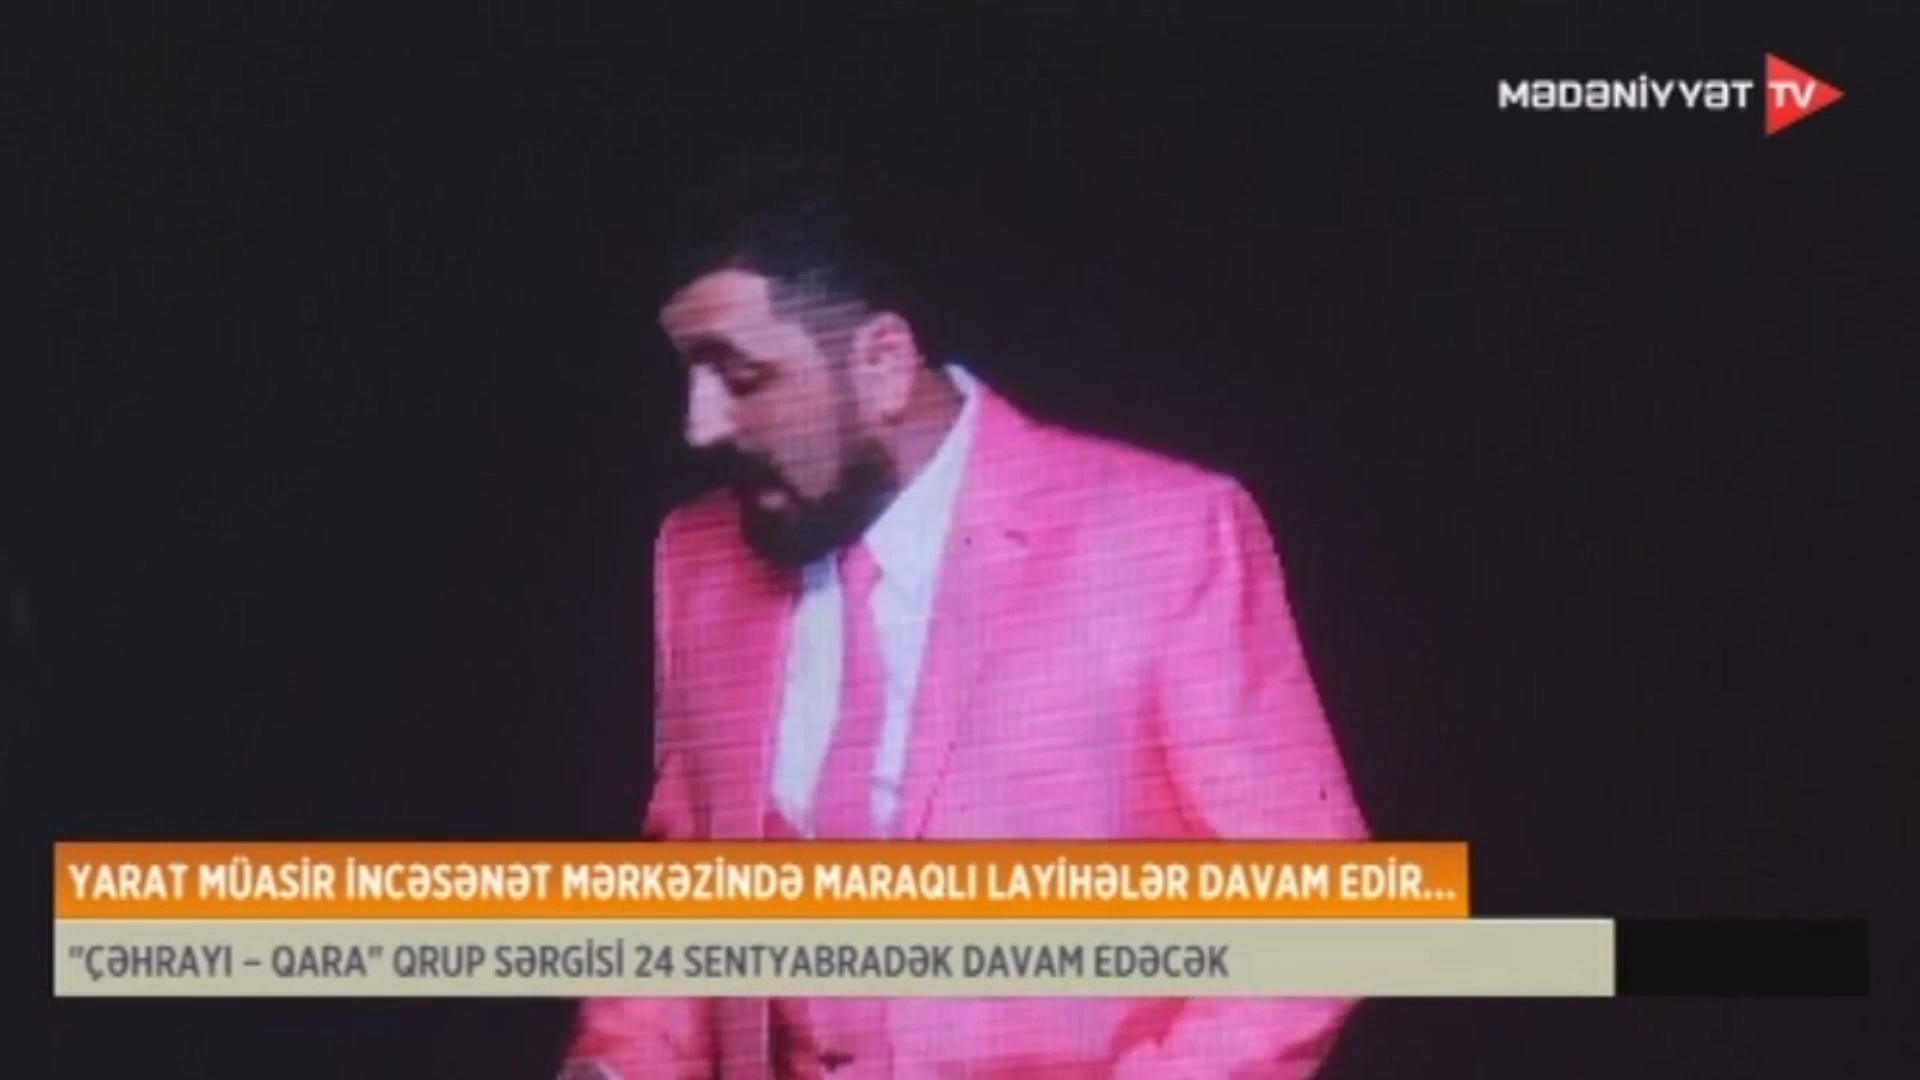 MƏDƏNİYYƏT TV
YARAT MÜASİR İNCƏSƏNƏT MƏRKƏZİNDƏ MARAQLI LAYİHƏLƏR DAVAM EDİR...
"ÇƏHRAYI – QARA" QRUP SƏRGİSİ 24 SENTYABRADƏK DAVAM EDƏCƏK